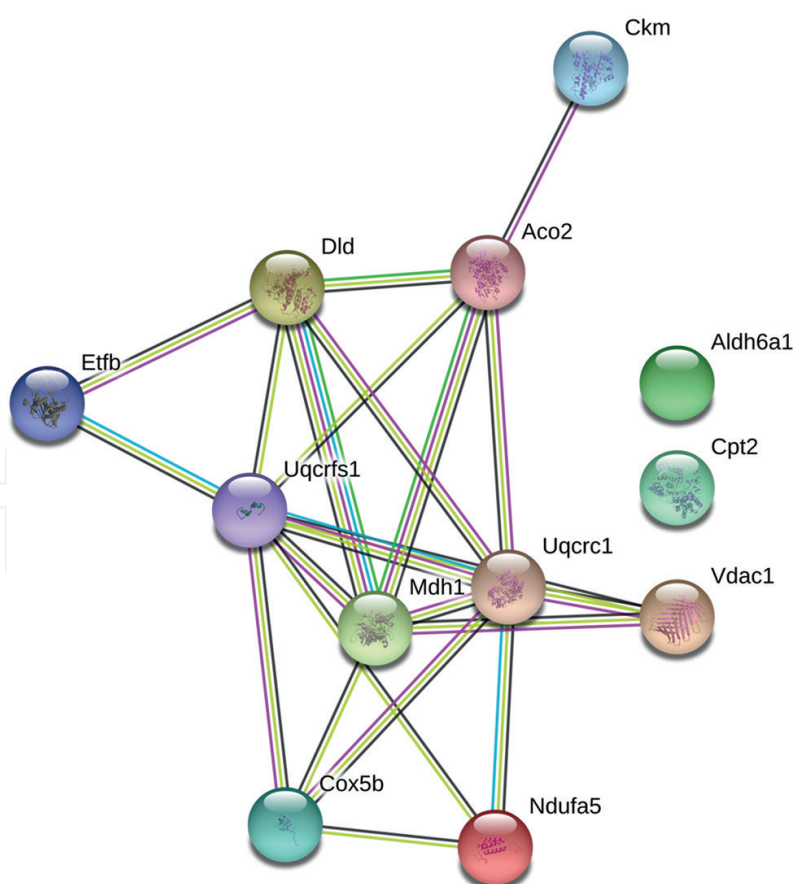 Ckm
Aco2
Dld
Aldh6a1
Etfb
Cpt2
Uqcrfs1
Uqcrc1
Vdac1
Mdh1
Cox5b
Ndufa5